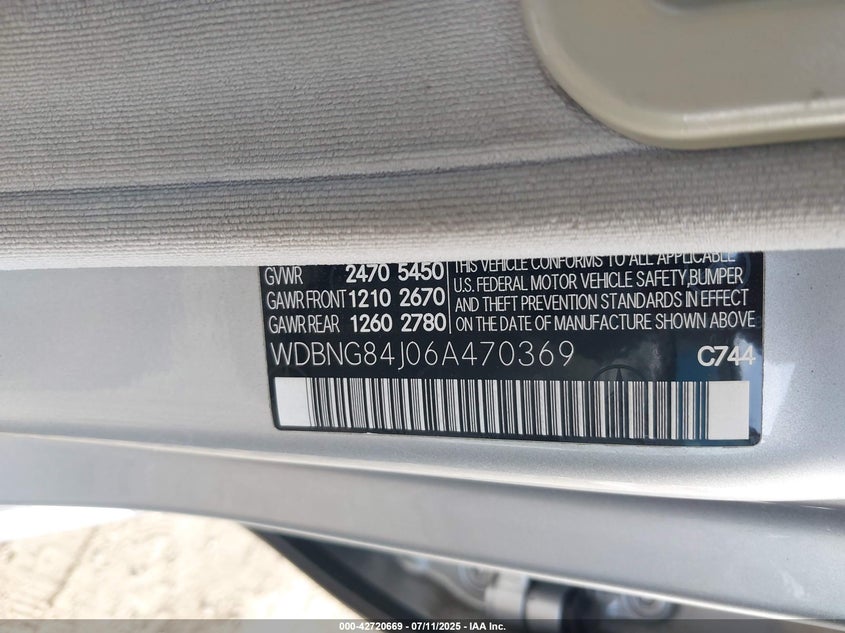 GVWR 2470 5450
GAWR FRONT 1210 2670
GAWR REAR 1260 2780
THIS VEHICLE CONFORMS TO ALL APPLICABLE
U.S. FEDERAL MOTOR VEHICLE SAFETY,BUMPER
AND THEFT PREVENTION STANDARDS IN EFFECT
ON THE DATE OF MANUFACTURE SHOWN ABOVE
WDBNG84J06A470369 C744
000-42720669 - 07/11/2025 - IAA Inc.